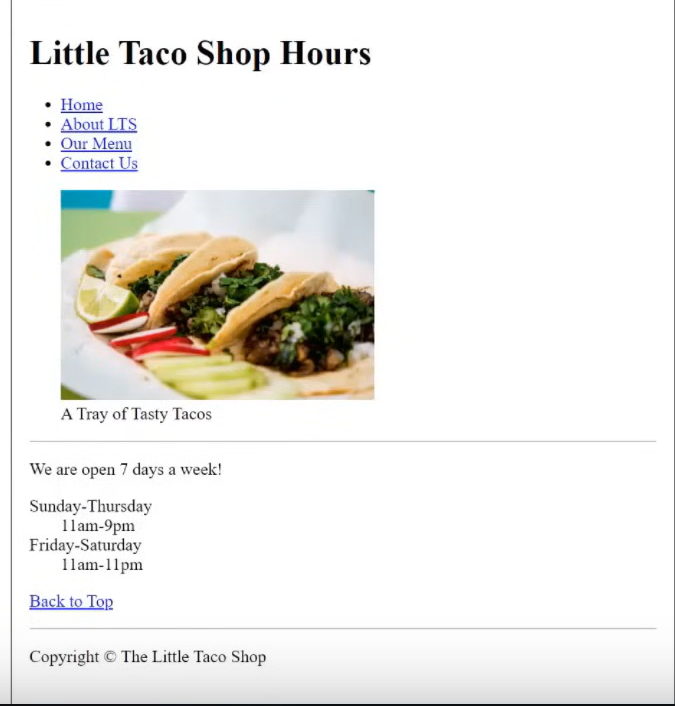 Little Taco Shop Hours
Home
About LTS
Our Menu
Contact Us
A Tray of Tasty Tacos
We are open 7 days a week!
Sunday-Thursday
11am-9pm
Friday-Saturday
11am-11pm
Back to Top
Copyright © The Little Taco Shop